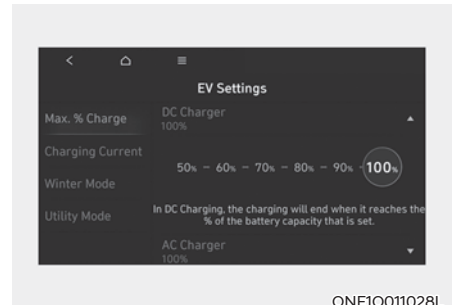 EV Settings
Max. % Charge
DC Charger
100%
Charging Current
50% - 60% - 70% - 80% - 90% - 100%
Winter Mode
Utility Mode
In DC Charging, the charging will end when it reaches the
% of the battery capacity that is set.
AC Charger
100%
ONE1Q011028L